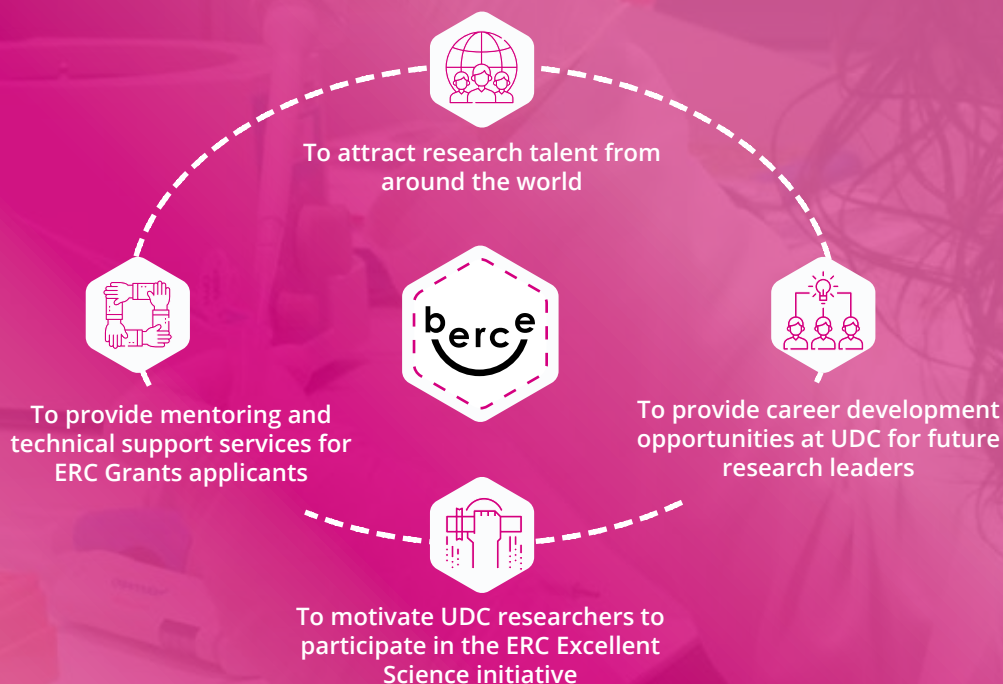 To attract research talent from
around the world
berce
To provide mentoring and
technical support services for
ERC Grants applicants
To provide career development
opportunities at UDC for future
research leaders
To motivate UDC researchers to
participate in the ERC Excellent
Science initiative